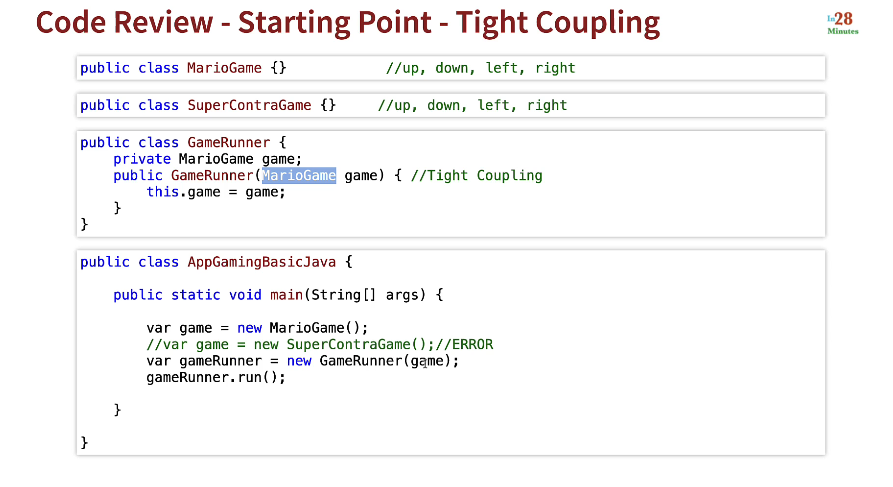 Code Review - Starting Point - Tight Coupling
In28
Minutes
public class MarioGame {} //up, down, left, right
public class SuperContraGame {} //up, down, left, right
public class GameRunner {
private MarioGame game;
public GameRunner(MarioGame game) { //Tight Coupling
this.game = game;
}
}
public class AppGamingBasicJava {
public static void main(String[] args) {
var game = new MarioGame();
//var game = new SuperContraGame();//ERROR
var gameRunner = new GameRunner(game);
gameRunner.run();
}
}